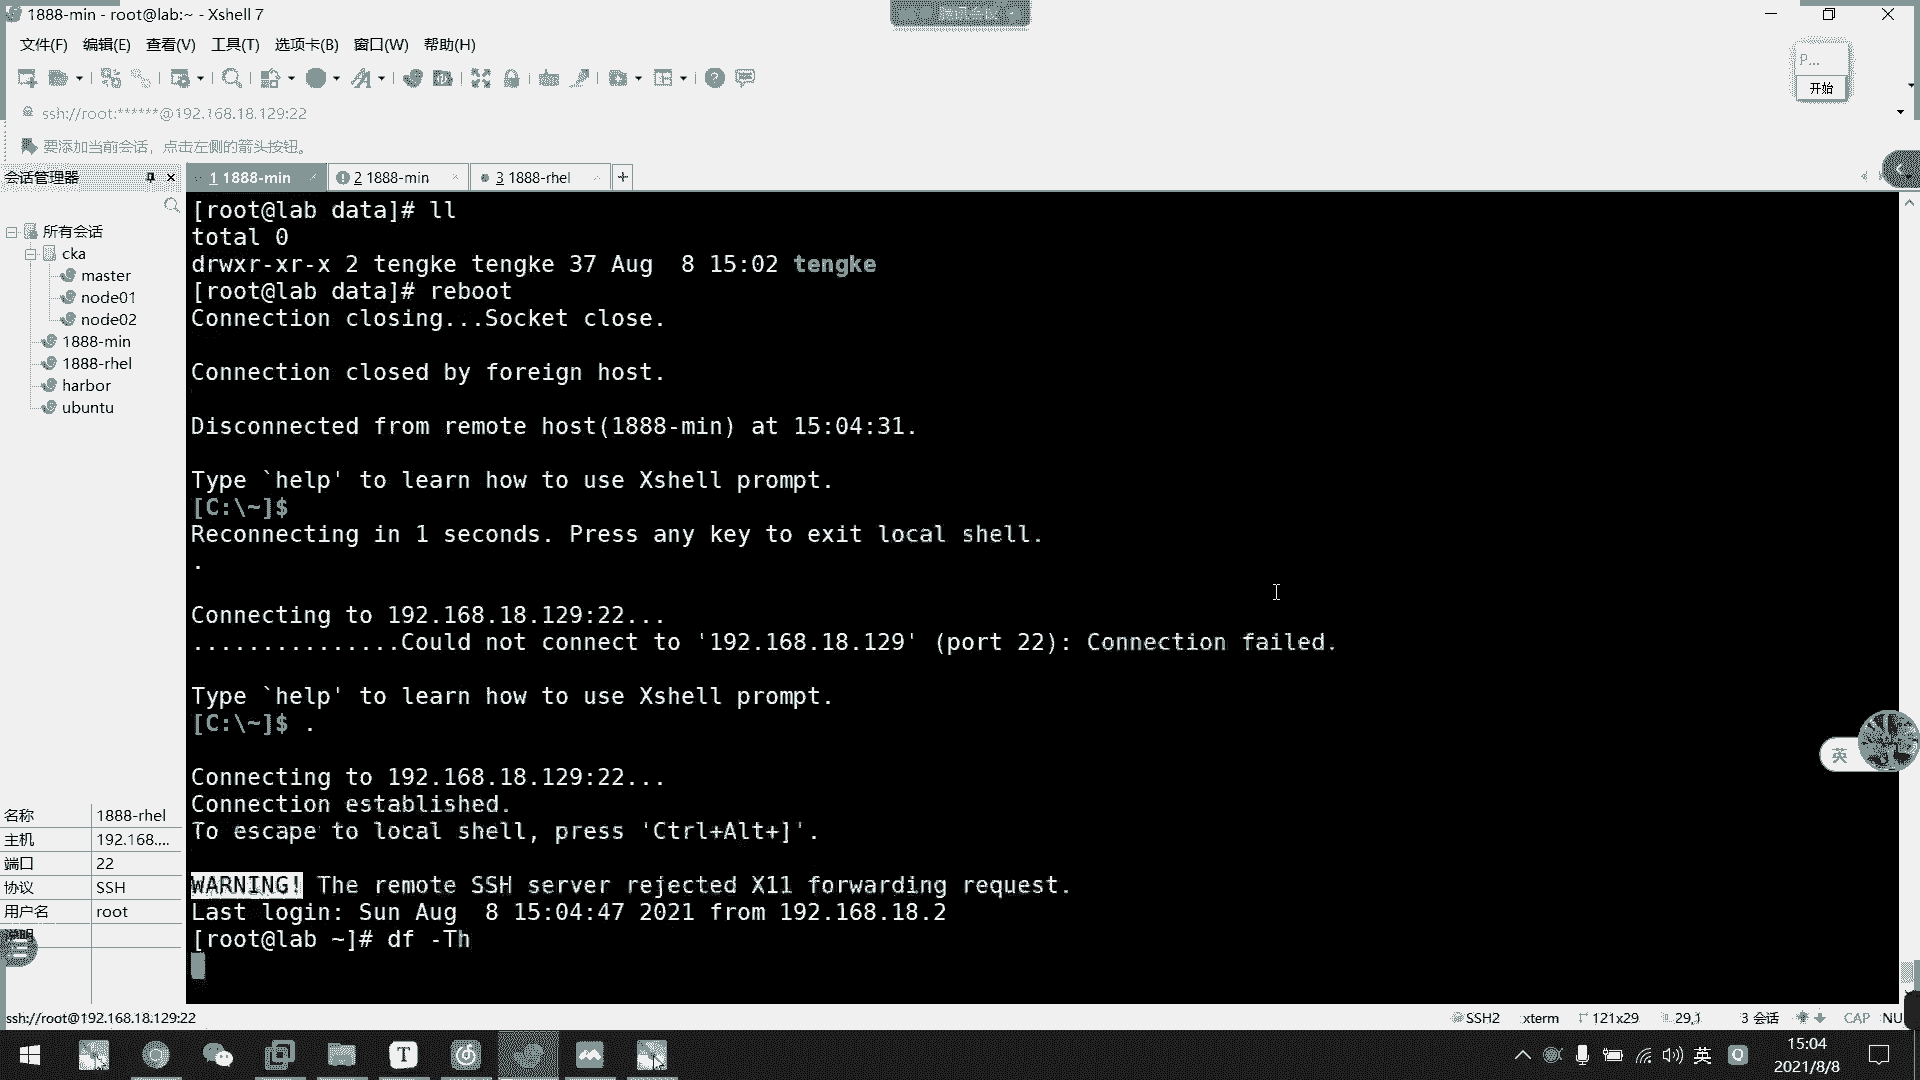 1888-min - root@lab:~ - Xshell 7
文件(F) 编辑(E) 查看(V) 工具(T) 选项卡(B) 窗口(W) 帮助(H)
P...
开始
ssh://root:******@192.168.18.129:22
要添加当前会话，点击左侧的箭头按钮。
会话管理器
1 1888-min
2 1888-min
3 1888-rhel
所有会话
cka
master
node01
node02
1888-min
1888-rhel
harbor
ubuntu
[root@lab data]# ll
total 0
drwxr-xr-x 2 tengke tengke 37 Aug  8 15:02 tengke
[root@lab data]# reboot
Connection closing...Socket close.
Connection closed by foreign host.
Disconnected from remote host(1888-min) at 15:04:31.
Type `help' to learn how to use Xshell prompt.
[C:\~]$
Reconnecting in 1 seconds. Press any key to exit local shell.
.
Connecting to 192.168.18.129:22...
...............Could not connect to '192.168.18.129' (port 22): Connection failed.
Type `help' to learn how to use Xshell prompt.
[C:\~]$ .
Connecting to 192.168.18.129:22...
Connection established.
To escape to local shell, press 'Ctrl+Alt+]'.
WARNING! The remote SSH server rejected X11 forwarding request.
Last login: Sun Aug  8 15:04:47 2021 from 192.168.18.2
[root@lab ~]# df -Th
名称 1888-rhel
主机 192.168....
端口 22
协议 SSH
用户名 root
说明
英
ssh://root@192.168.18.129:22
SSH2 xterm 121x29 29,1 3 会话 CAP NU
英
15:04
2021/8/8